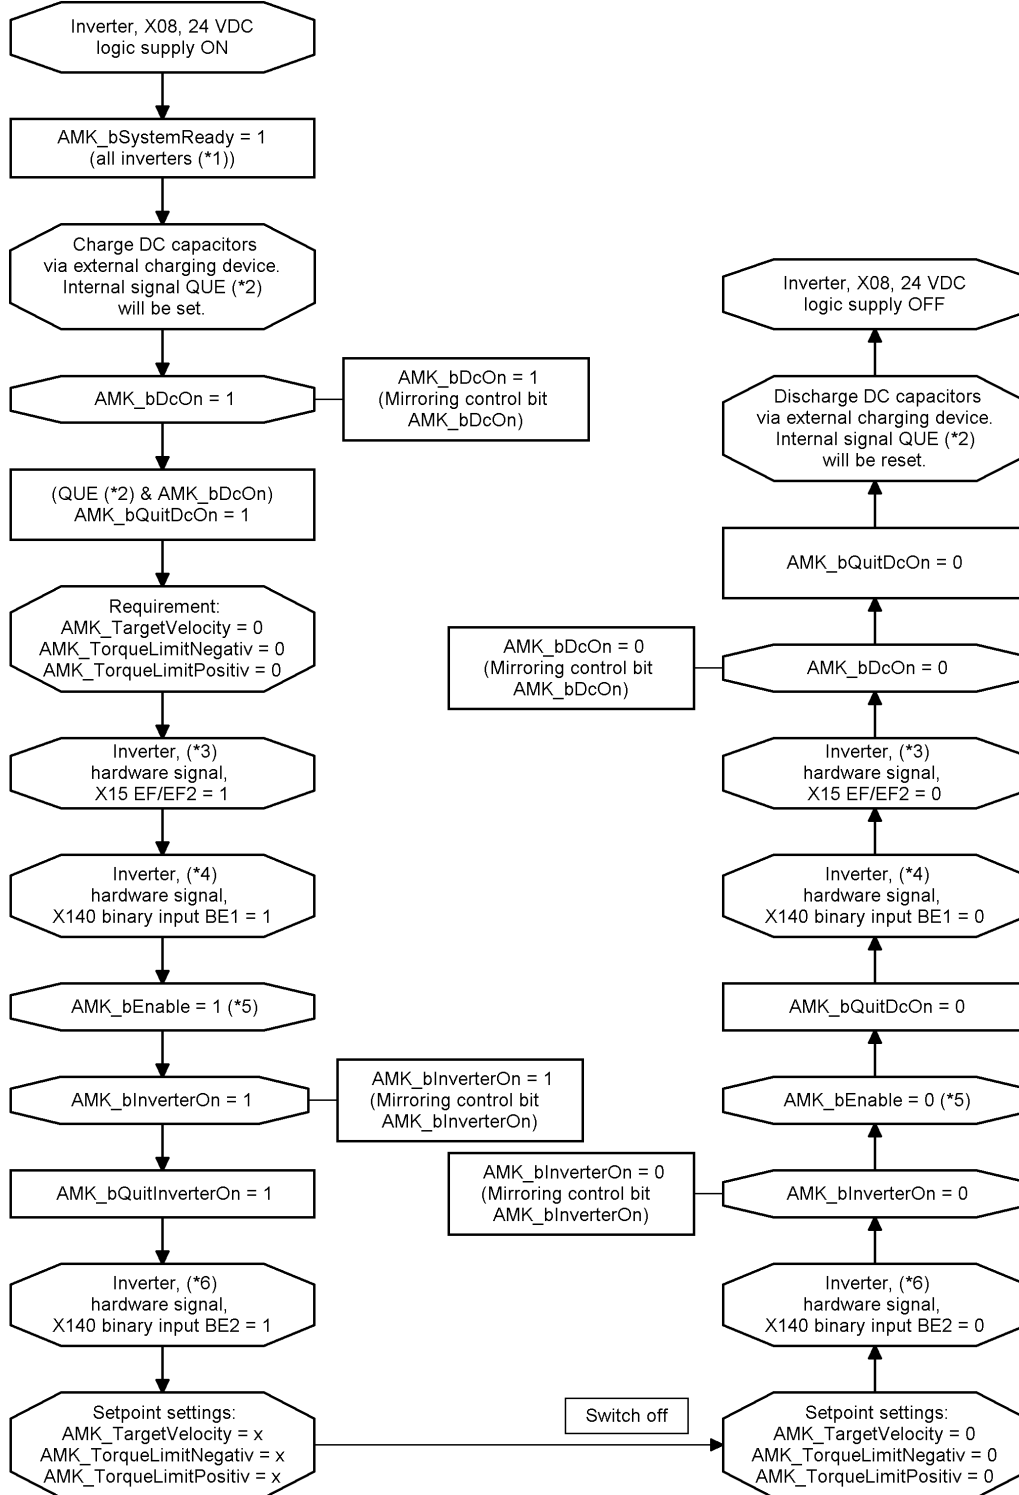 Inverter, X08, 24 VDC
logic supply ON
AMK_bSystemReady = 1
(all inverters (*1))
Charge DC capacitors
via external charging device.
Internal signal QUE (*2)
will be set.
AMK_bDcOn = 1
AMK_bDcOn = 1
(Mirroring control bit
AMK_bDcOn)
(QUE (*2) & AMK_bDcOn)
AMK_bQuitDcOn = 1
Requirement:
AMK_TargetVelocity = 0
AMK_TorqueLimitNegativ = 0
AMK_TorqueLimitPositiv = 0
Inverter, (*3)
hardware signal,
X15 EF/EF2 = 1
Inverter, (*4)
hardware signal,
X140 binary input BE1 = 1
AMK_bEnable = 1 (*5)
AMK_bInverterOn = 1
AMK_bInverterOn = 1
(Mirroring control bit
AMK_bInverterOn)
AMK_bQuitInverterOn = 1
Inverter, (*6)
hardware signal,
X140 binary input BE2 = 1
Setpoint settings:
AMK_TargetVelocity = x
AMK_TorqueLimitNegativ = x
AMK_TorqueLimitPositiv = x
Switch off
Setpoint settings:
AMK_TargetVelocity = 0
AMK_TorqueLimitNegativ = 0
AMK_TorqueLimitPositiv = 0
Inverter, (*6)
hardware signal,
X140 binary input BE2 = 0
AMK_bInverterOn = 0
AMK_bInverterOn = 0
(Mirroring control bit
AMK_bInverterOn)
AMK_bEnable = 0 (*5)
AMK_bQuitDcOn = 0
Inverter, (*4)
hardware signal,
X140 binary input BE1 = 0
Inverter, (*3)
hardware signal,
X15 EF/EF2 = 0
AMK_bDcOn = 0
AMK_bDcOn = 0
(Mirroring control bit
AMK_bDcOn)
AMK_bQuitDcOn = 0
Discharge DC capacitors
via external charging device.
Internal signal QUE (*2)
will be reset.
Inverter, X08, 24 VDC
logic supply OFF